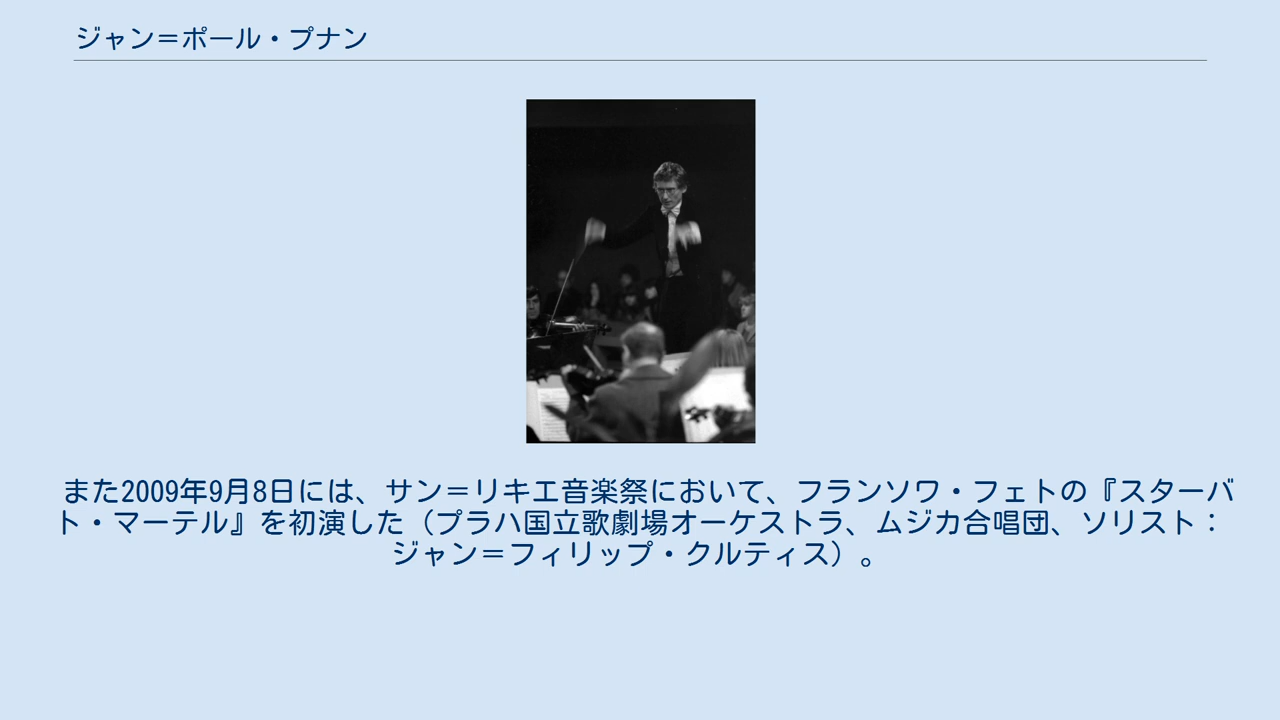 ジャン＝ポール・プナン
また2009年9月8日には、サン＝リキエ音楽祭において、フランソワ・フェトの『スターバ
ト・マーテル』を初演した（プラハ国立歌劇場オーケストラ、ムジカ合唱団、ソリスト：
ジャン＝フィリップ・クルティス）。